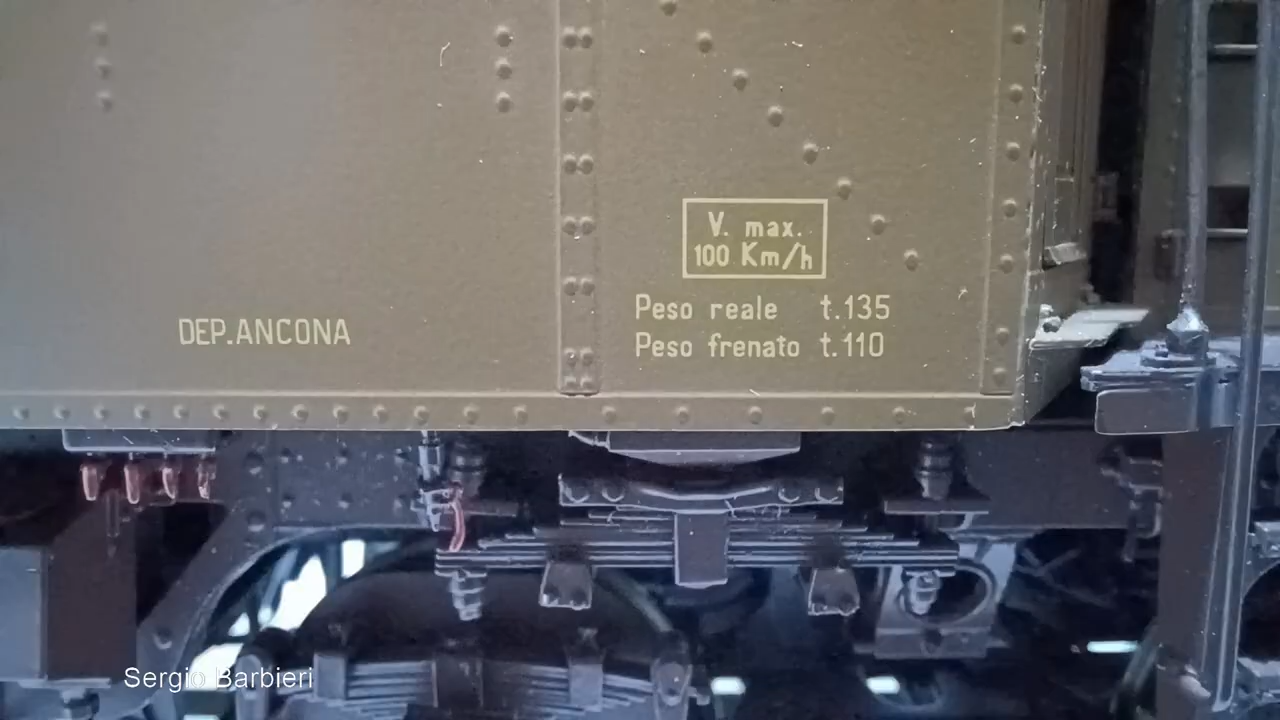 V. max.
100 Km/h
Peso reale t.135
Peso frenato t.110
DEP.ANCONA
Sergio Barbieri